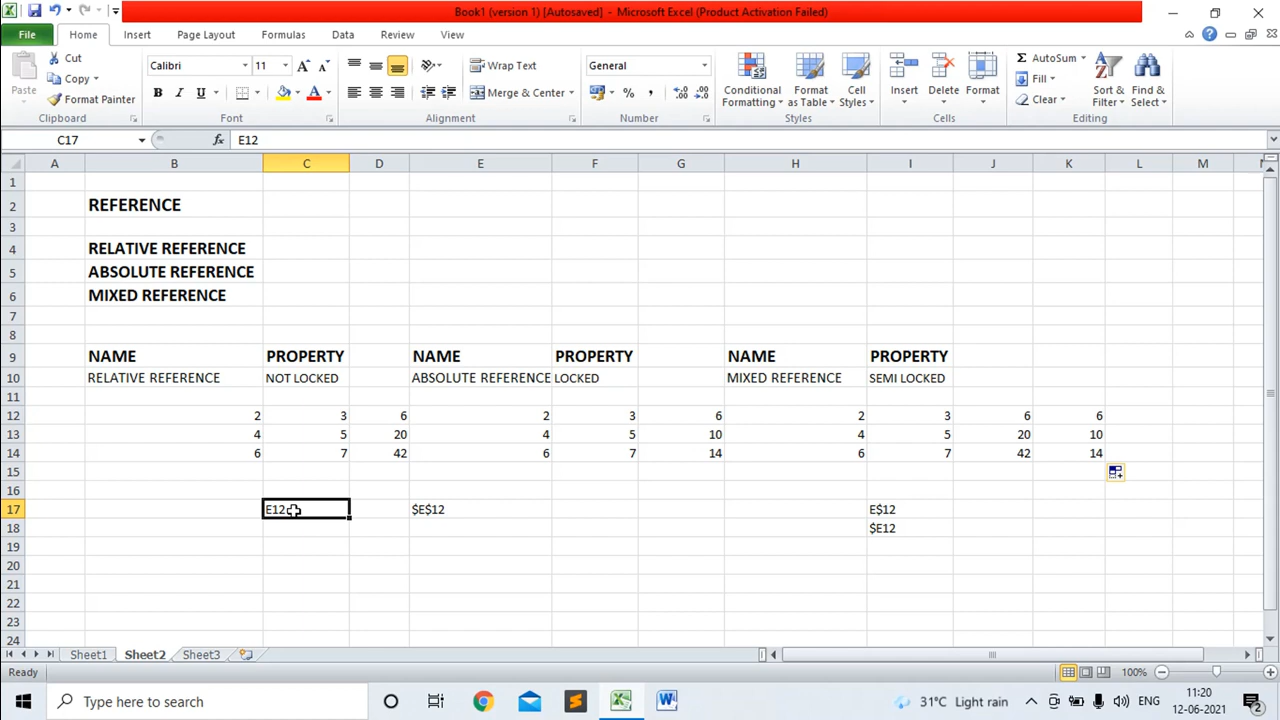 Book1 (version 1) [Autosaved] - Microsoft Excel (Product Activation Failed)
File Home Insert Page Layout Formulas Data Review View
Paste
Cut
Copy
Format Painter
Clipboard
Calibri 11
B I U A
Font
Wrap Text
Merge & Center
Alignment
General
% ,
Number
Conditional Formatting
Format as Table
Cell Styles
Styles
Insert Delete Format
Cells
Σ AutoSum
Fill
Clear
Sort & Filter
Find & Select
Editing
C17 fx E12
A B C D E F G H I J K L M
1
2 REFERENCE
3
4 RELATIVE REFERENCE
5 ABSOLUTE REFERENCE
6 MIXED REFERENCE
7
8
9 NAME PROPERTY NAME PROPERTY NAME PROPERTY
10 RELATIVE REFERENCE NOT LOCKED ABSOLUTE REFERENCE LOCKED MIXED REFERENCE SEMI LOCKED
11
12 2 3 6 2 3 6 2 3 6 6
13 4 5 20 4 5 10 4 5 20 10
14 6 7 42 6 7 14 6 7 42 14
15
16
17 E12 $E$12 E$12
18 $E12
19
20
21
22
23
24
Sheet1 Sheet2 Sheet3
Ready 100%
Type here to search
31°C Light rain
ENG
11:20
12-06-2021
2